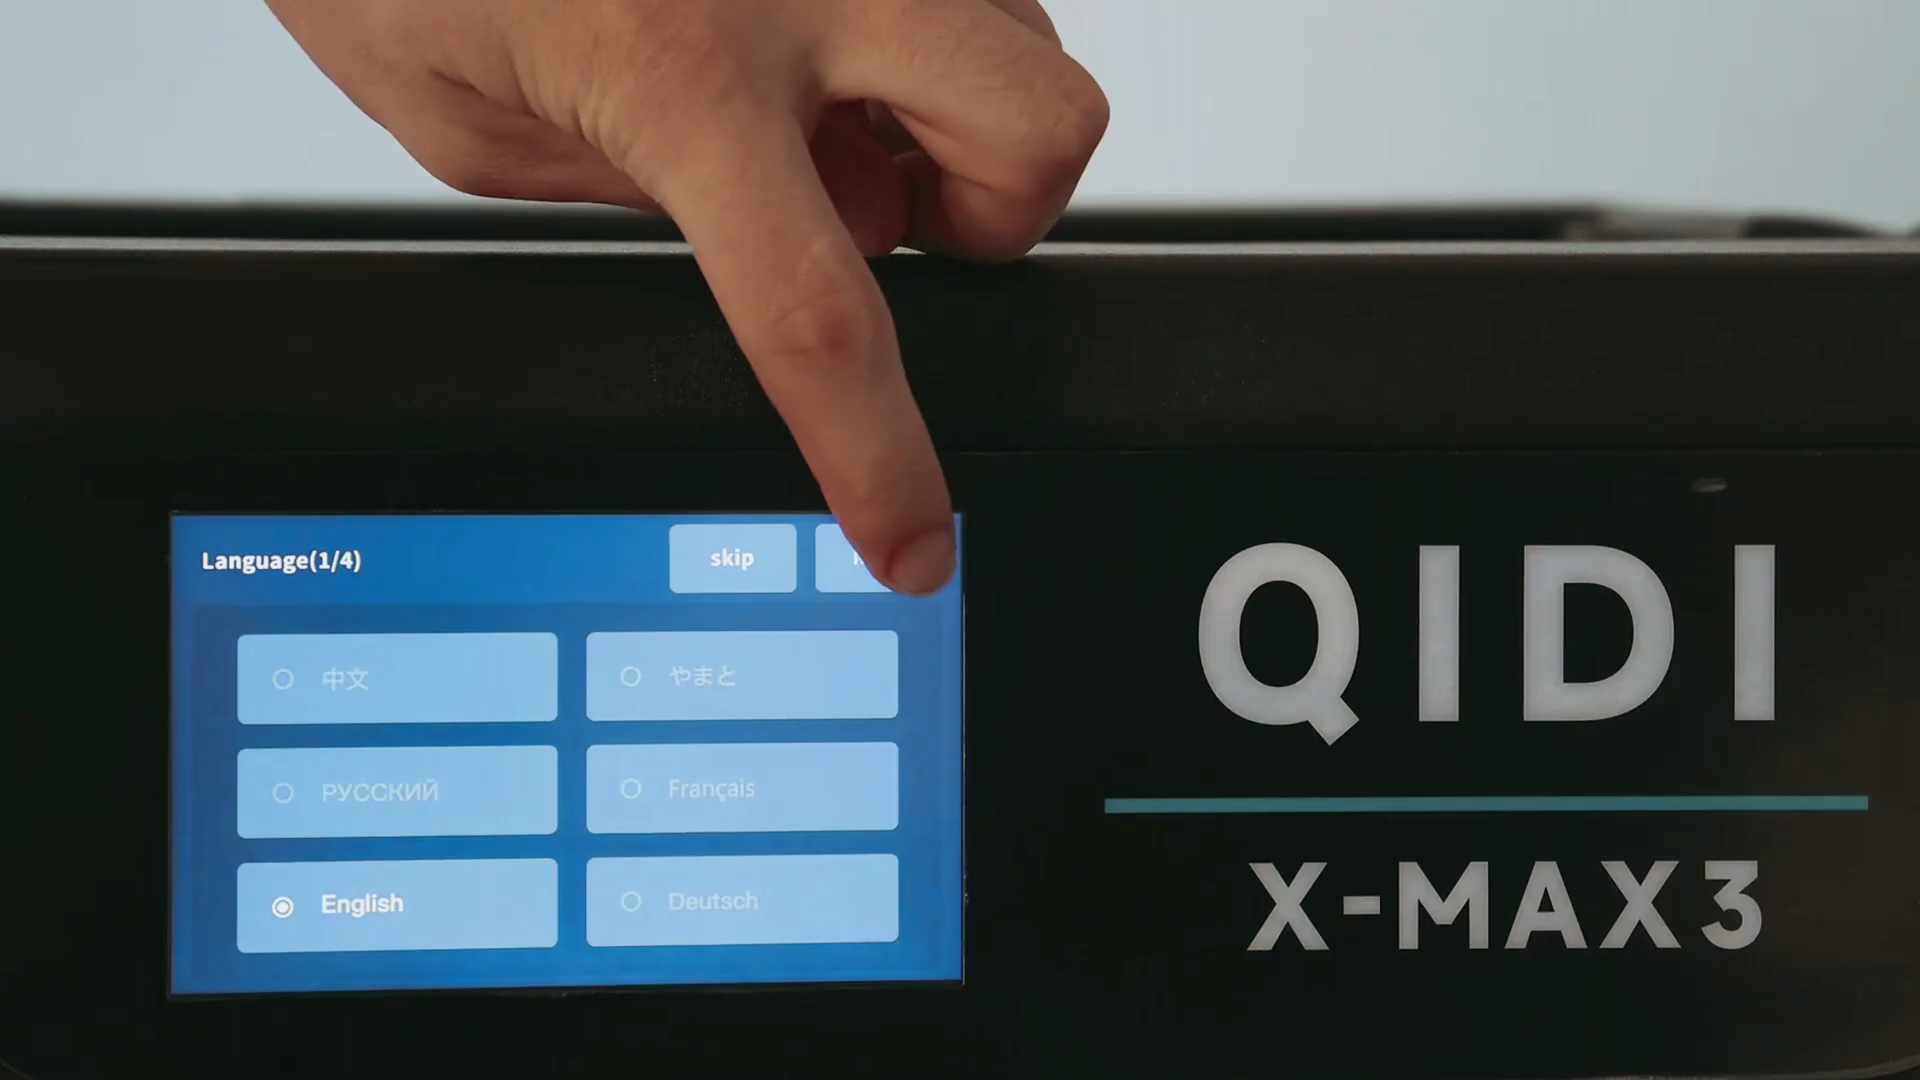 Language(1/4)
skip
中文
やまと
РУССКИЙ
Français
English
Deutsch
QIDI
X-MAX3